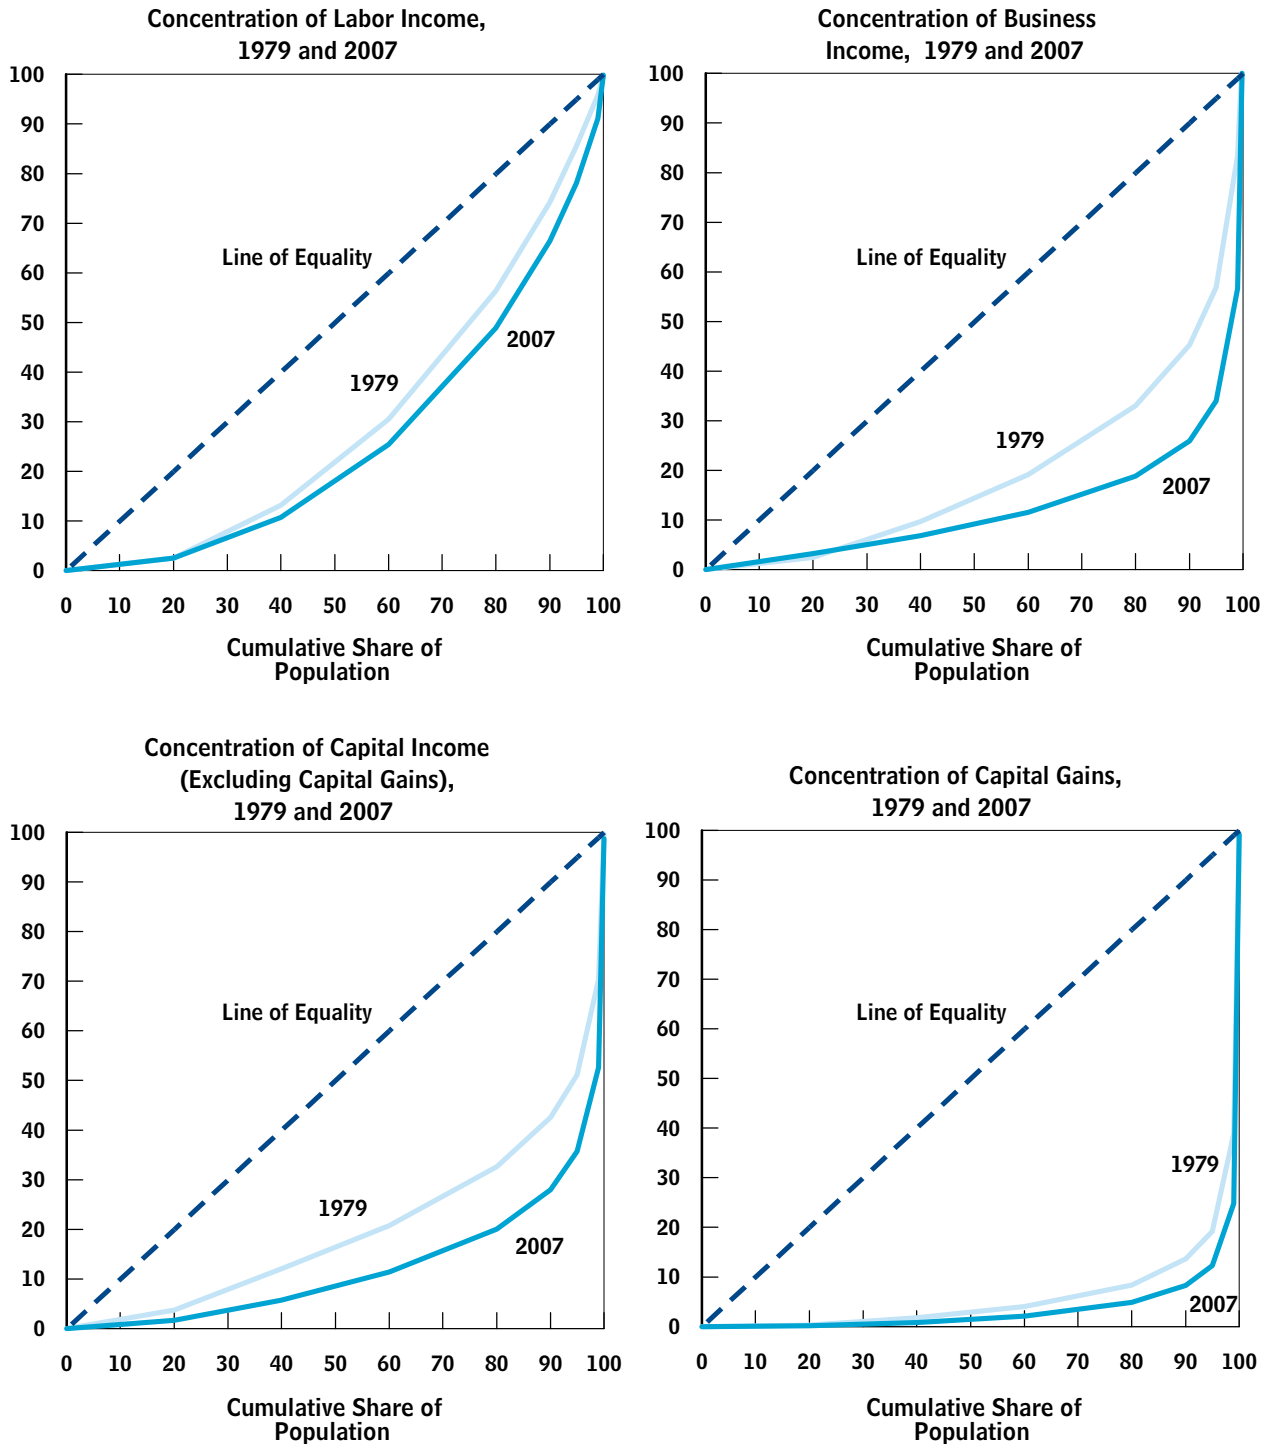 Concentration of Labor Income,
1979 and 2007
100
90
80
70
60
50
40
30
20
10
0
Line of Equality
1979
2007
0 10 20 30 40 50 60 70 80 90 100
Cumulative Share of
Population
Concentration of Business
Income, 1979 and 2007
100
90
80
70
60
50
40
30
20
10
0
Line of Equality
1979
2007
0 10 20 30 40 50 60 70 80 90 100
Cumulative Share of
Population
Concentration of Capital Income
(Excluding Capital Gains),
1979 and 2007
100
90
80
70
60
50
40
30
20
10
0
Line of Equality
1979
2007
0 10 20 30 40 50 60 70 80 90 100
Cumulative Share of
Population
Concentration of Capital Gains,
1979 and 2007
100
90
80
70
60
50
40
30
20
10
0
Line of Equality
1979
2007
0 10 20 30 40 50 60 70 80 90 100
Cumulative Share of
Population